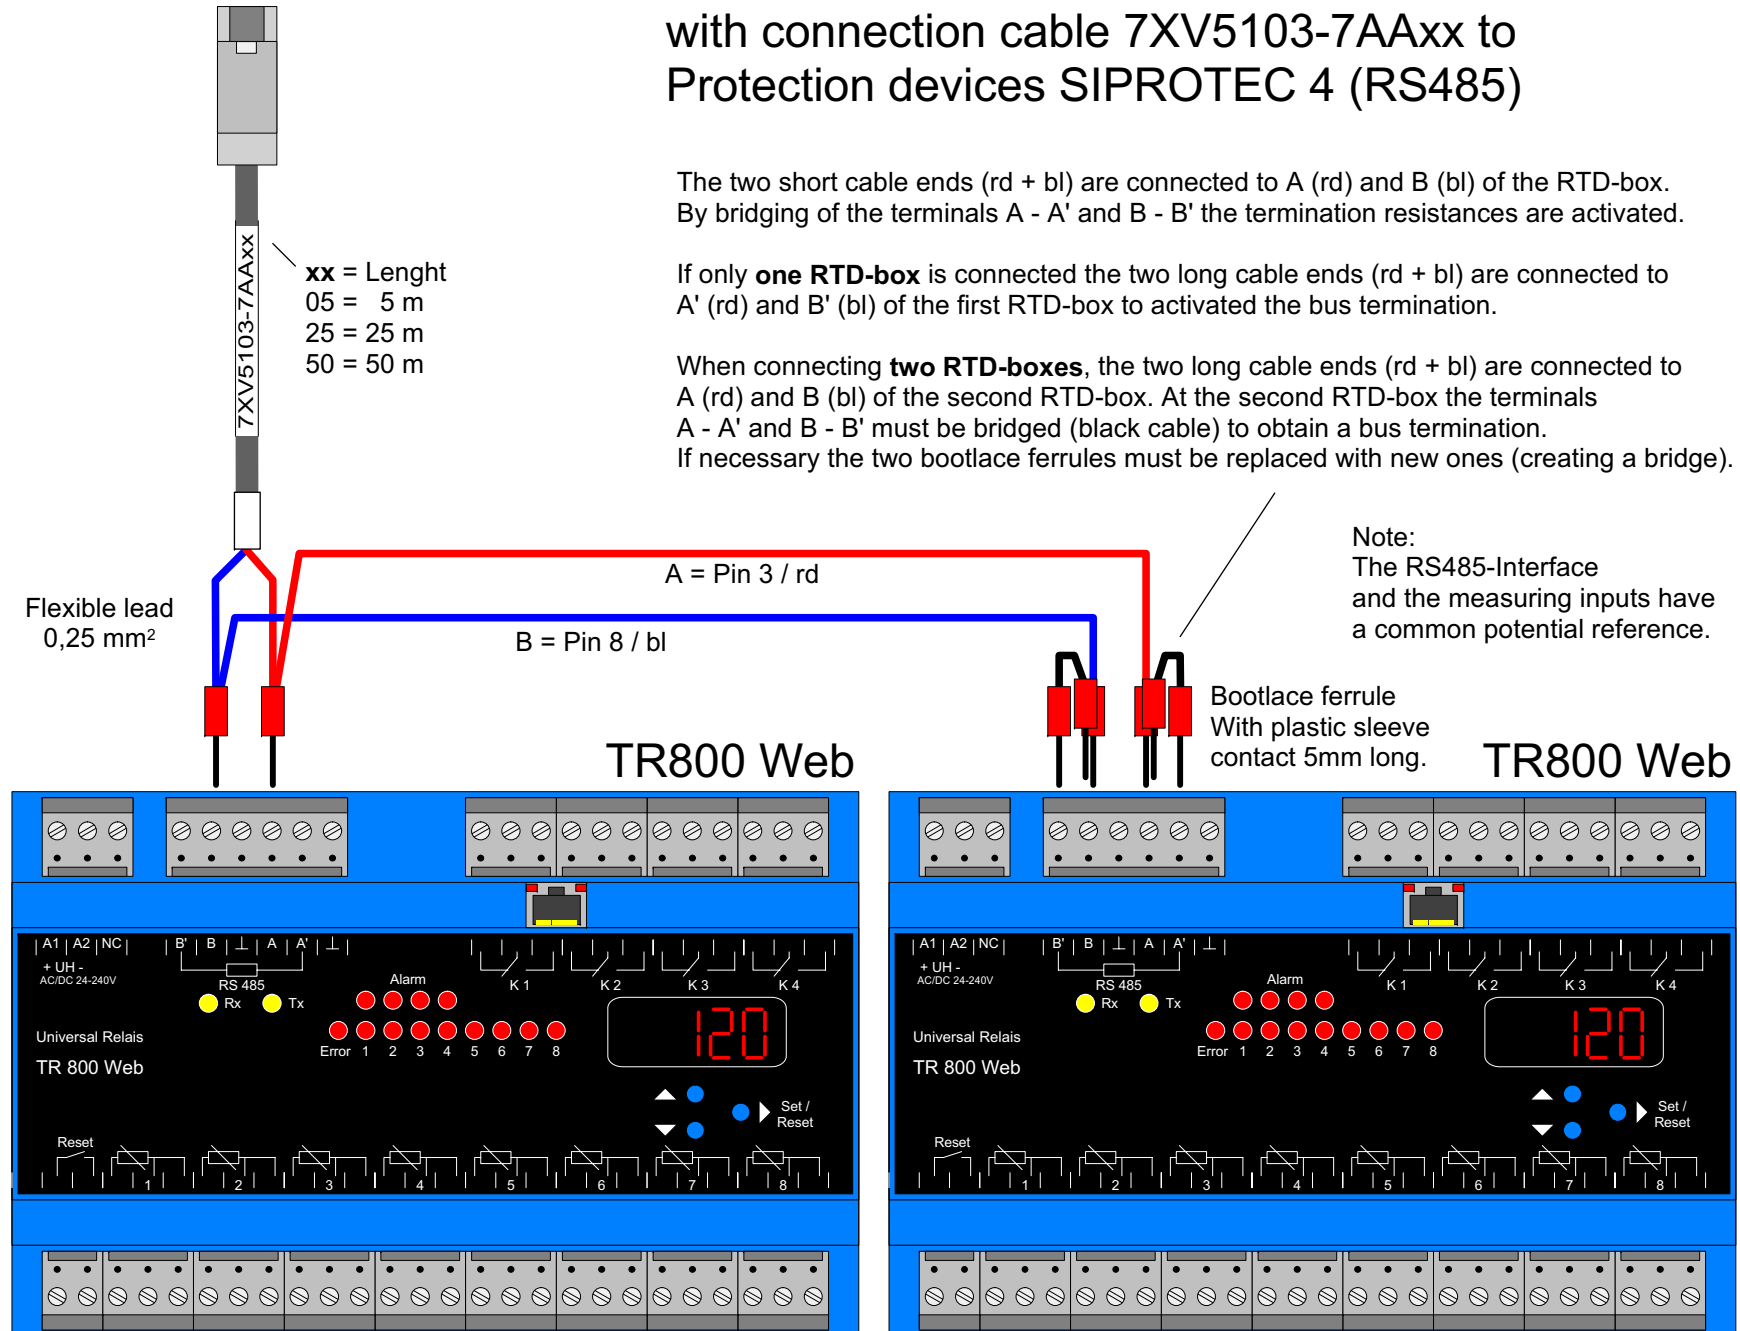 with connection cable 7XV5103-7AAxx to
Protection devices SIPROTEC 4 (RS485)
The two short cable ends (rd + bl) are connected to A (rd) and B (bl) of the RTD-box.
By bridging of the terminals A - A' and B - B' the termination resistances are activated.
If only one RTD-box is connected the two long cable ends (rd + bl) are connected to
A' (rd) and B' (bl) of the first RTD-box to activated the bus termination.
When connecting two RTD-boxes, the two long cable ends (rd + bl) are connected to
A (rd) and B (bl) of the second RTD-box. At the second RTD-box the terminals
A - A' and B - B' must be bridged (black cable) to obtain a bus termination.
If necessary the two bootlace ferrules must be replaced with new ones (creating a bridge).
7XV5103-7AAxx
xx = Lenght
05 = 5 m
25 = 25 m
50 = 50 m
Note:
The RS485-Interface
and the measuring inputs have
a common potential reference.
A = Pin 3 / rd
B = Pin 8 / bl
Flexible lead
0,25 mm²
Bootlace ferrule
With plastic sleeve
contact 5mm long.
TR800 Web
TR800 Web
A1 A2 NC B' B ⊥ A A' ⊥
+ UH -
AC/DC 24-240V
RS 485
Rx Tx
Alarm
K 1 K 2 K 3 K 4
Universal Relais
TR 800 Web
Error 1 2 3 4 5 6 7 8
120
Set /
Reset
Reset
1 2 3 4 5 6 7 8
A1 A2 NC B' B ⊥ A A' ⊥
+ UH -
AC/DC 24-240V
RS 485
Rx Tx
Alarm
K 1 K 2 K 3 K 4
Universal Relais
TR 800 Web
Error 1 2 3 4 5 6 7 8
120
Set /
Reset
Reset
1 2 3 4 5 6 7 8